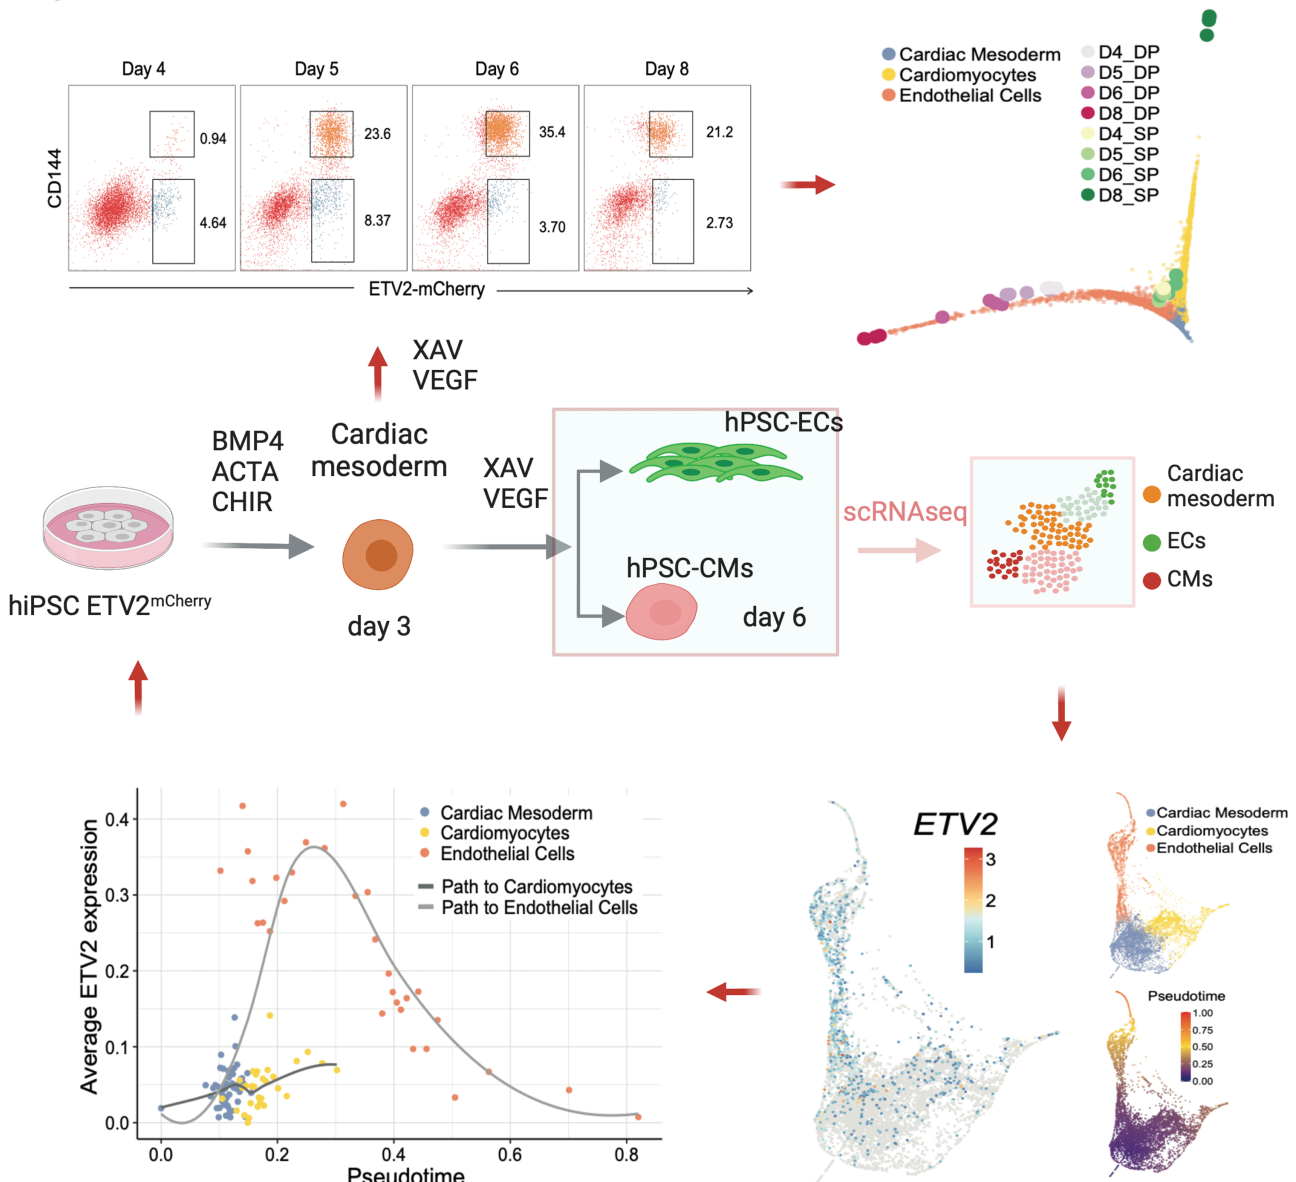 Day 4
Day 5
Day 6
Day 8
CD144
0.94
4.64
23.6
8.37
35.4
3.70
21.2
2.73
ETV2-mCherry
Cardiac Mesoderm
Cardiomyocytes
Endothelial Cells
D4_DP
D5_DP
D6_DP
D8_DP
D4_SP
D5_SP
D6_SP
D8_SP
XAV
VEGF
hiPSC ETV2mCherry
BMP4
ACTA
CHIR
Cardiac
mesoderm
day 3
XAV
VEGF
hPSC-ECs
hPSC-CMs
day 6
scRNAseq
Cardiac
mesoderm
ECs
CMs
Average ETV2 expression
0.4
0.3
0.2
0.1
0.0
0.0
0.2
0.4
0.6
0.8
Pseudotime
Cardiac Mesoderm
Cardiomyocytes
Endothelial Cells
Path to Cardiomyocytes
Path to Endothelial Cells
ETV2
3
2
1
Cardiac Mesoderm
Cardiomyocytes
Endothelial Cells
Pseudotime
1.00
0.75
0.50
0.25
0.00